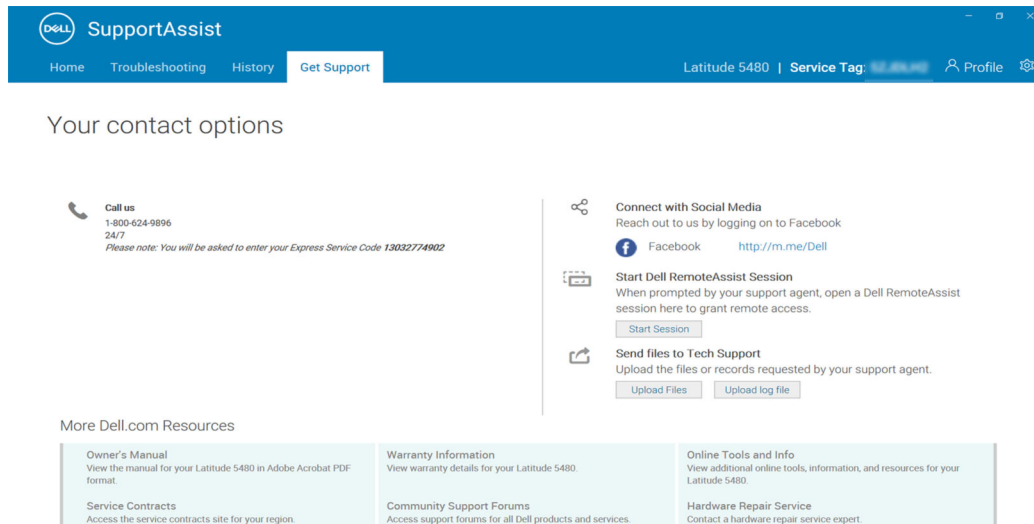 DELL SupportAssist
Home Troubleshooting History Get Support Latitude 5480 | Service Tag: Profile
Your contact options
Call us
1-800-624-9896
24/7
Please note: You will be asked to enter your Express Service Code 13032774902
Connect with Social Media
Reach out to us by logging on to Facebook
f Facebook http://m.me/Dell
Start Dell RemoteAssist Session
When prompted by your support agent, open a Dell RemoteAssist
session here to grant remote access.
Start Session
Send files to Tech Support
Upload the files or records requested by your support agent.
Upload Files Upload log file
More Dell.com Resources
Owner's Manual
View the manual for your Latitude 5480 in Adobe Acrobat PDF
format.
Warranty Information
View warranty details for your Latitude 5480.
Online Tools and Info
View additional online tools, information, and resources for your
Latitude 5480.
Service Contracts
Access the service contracts site for your region.
Community Support Forums
Access support forums for all Dell products and services.
Hardware Repair Service
Contact a hardware repair service expert.